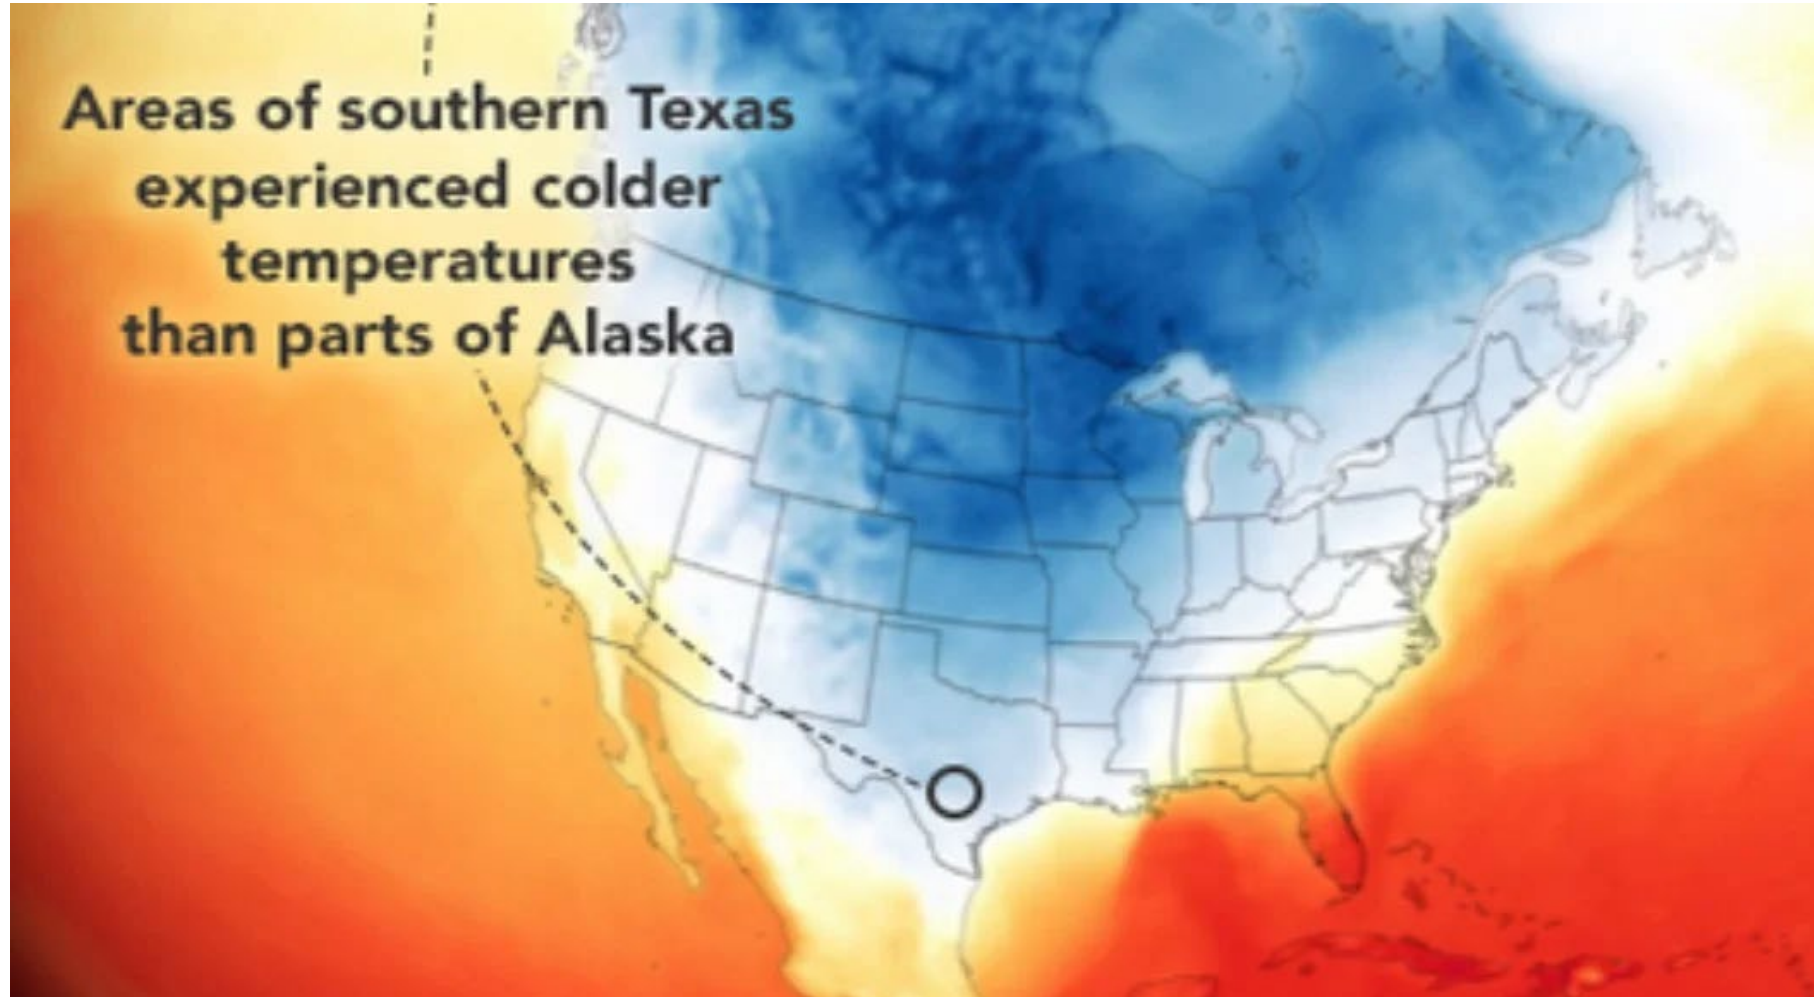 Areas of southern Texas
experienced colder
temperatures
than parts of Alaska